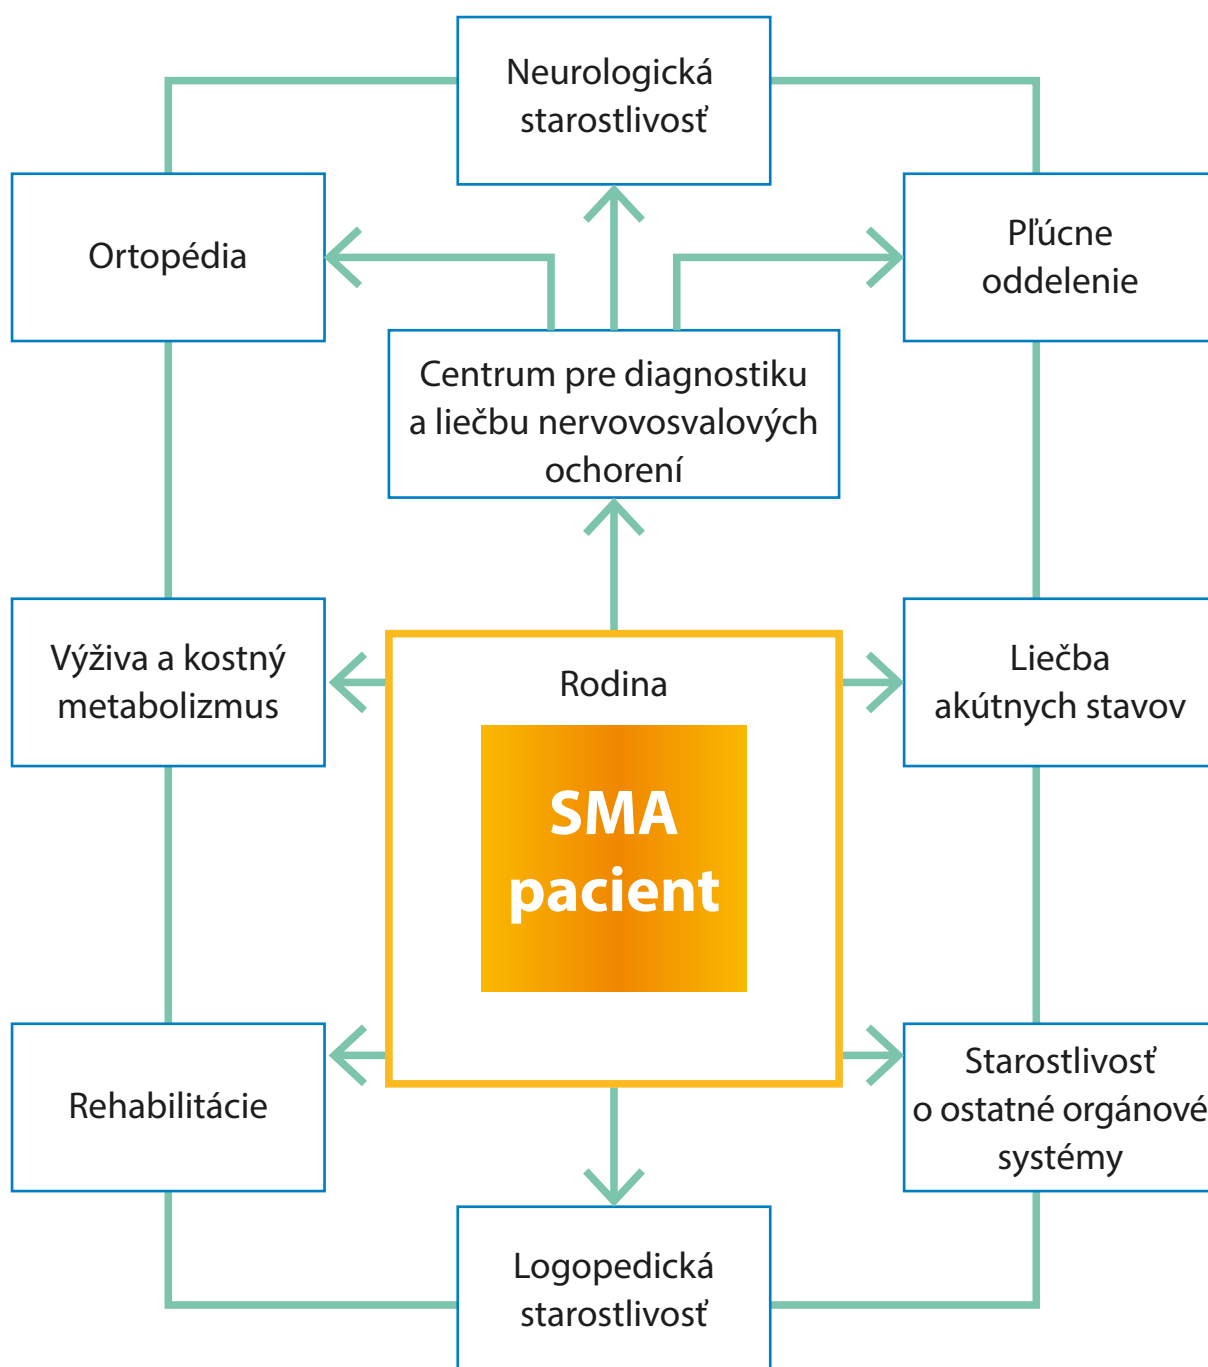 Neurologická
starostlivosť
Ortopédia
Pľúcne
oddelenie
Centrum pre diagnostiku
a liečbu nervovosvalových
ochorení
Výživa a kostný
metabolizmus
Rodina
Liečba
akútnych stavov
SMA
pacient
Rehabilitácie
Starostlivosť
o ostatné orgánové
systémy
Logopedická
starostlivosť